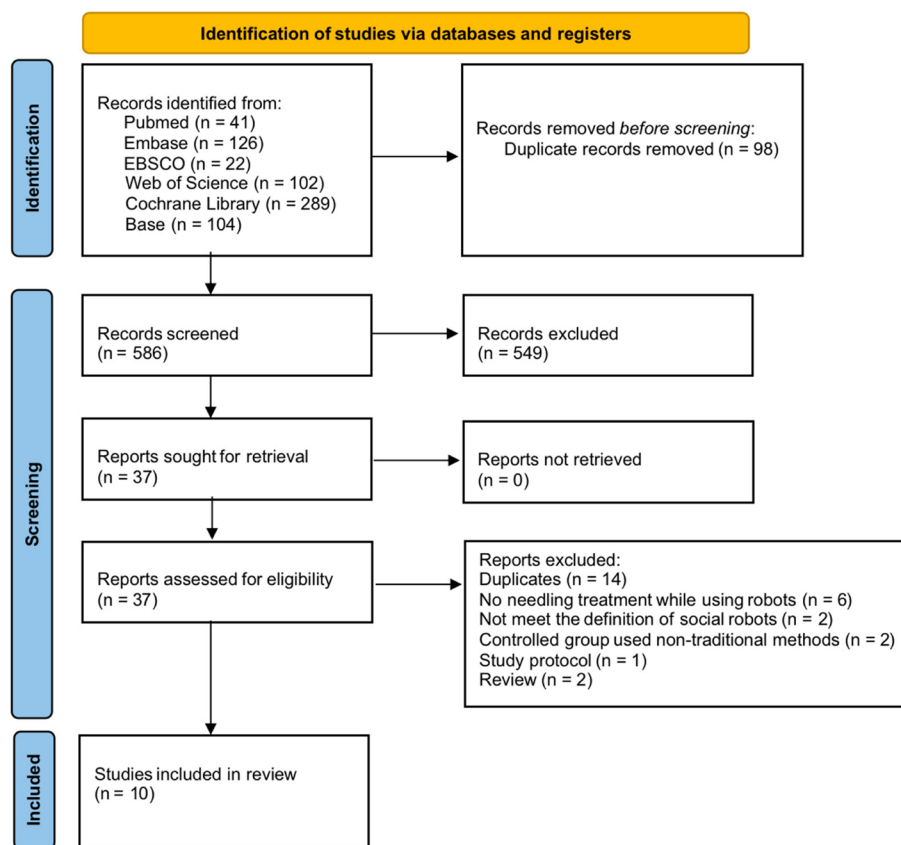 Identification of studies via databases and registers
Identification
Records identified from:
Pubmed (n = 41)
Embase (n = 126)
EBSCO (n = 22)
Web of Science (n = 102)
Cochrane Library (n = 289)
Base (n = 104)
Records removed before screening:
Duplicate records removed (n = 98)
Screening
Records screened
(n = 586)
Records excluded
(n = 549)
Reports sought for retrieval
(n = 37)
Reports not retrieved
(n = 0)
Reports assessed for eligibility
(n = 37)
Reports excluded:
Duplicates (n = 14)
No needling treatment while using robots (n = 6)
Not meet the definition of social robots (n = 2)
Controlled group used non-traditional methods (n = 2)
Study protocol (n = 1)
Review (n = 2)
Included
Studies included in review
(n = 10)